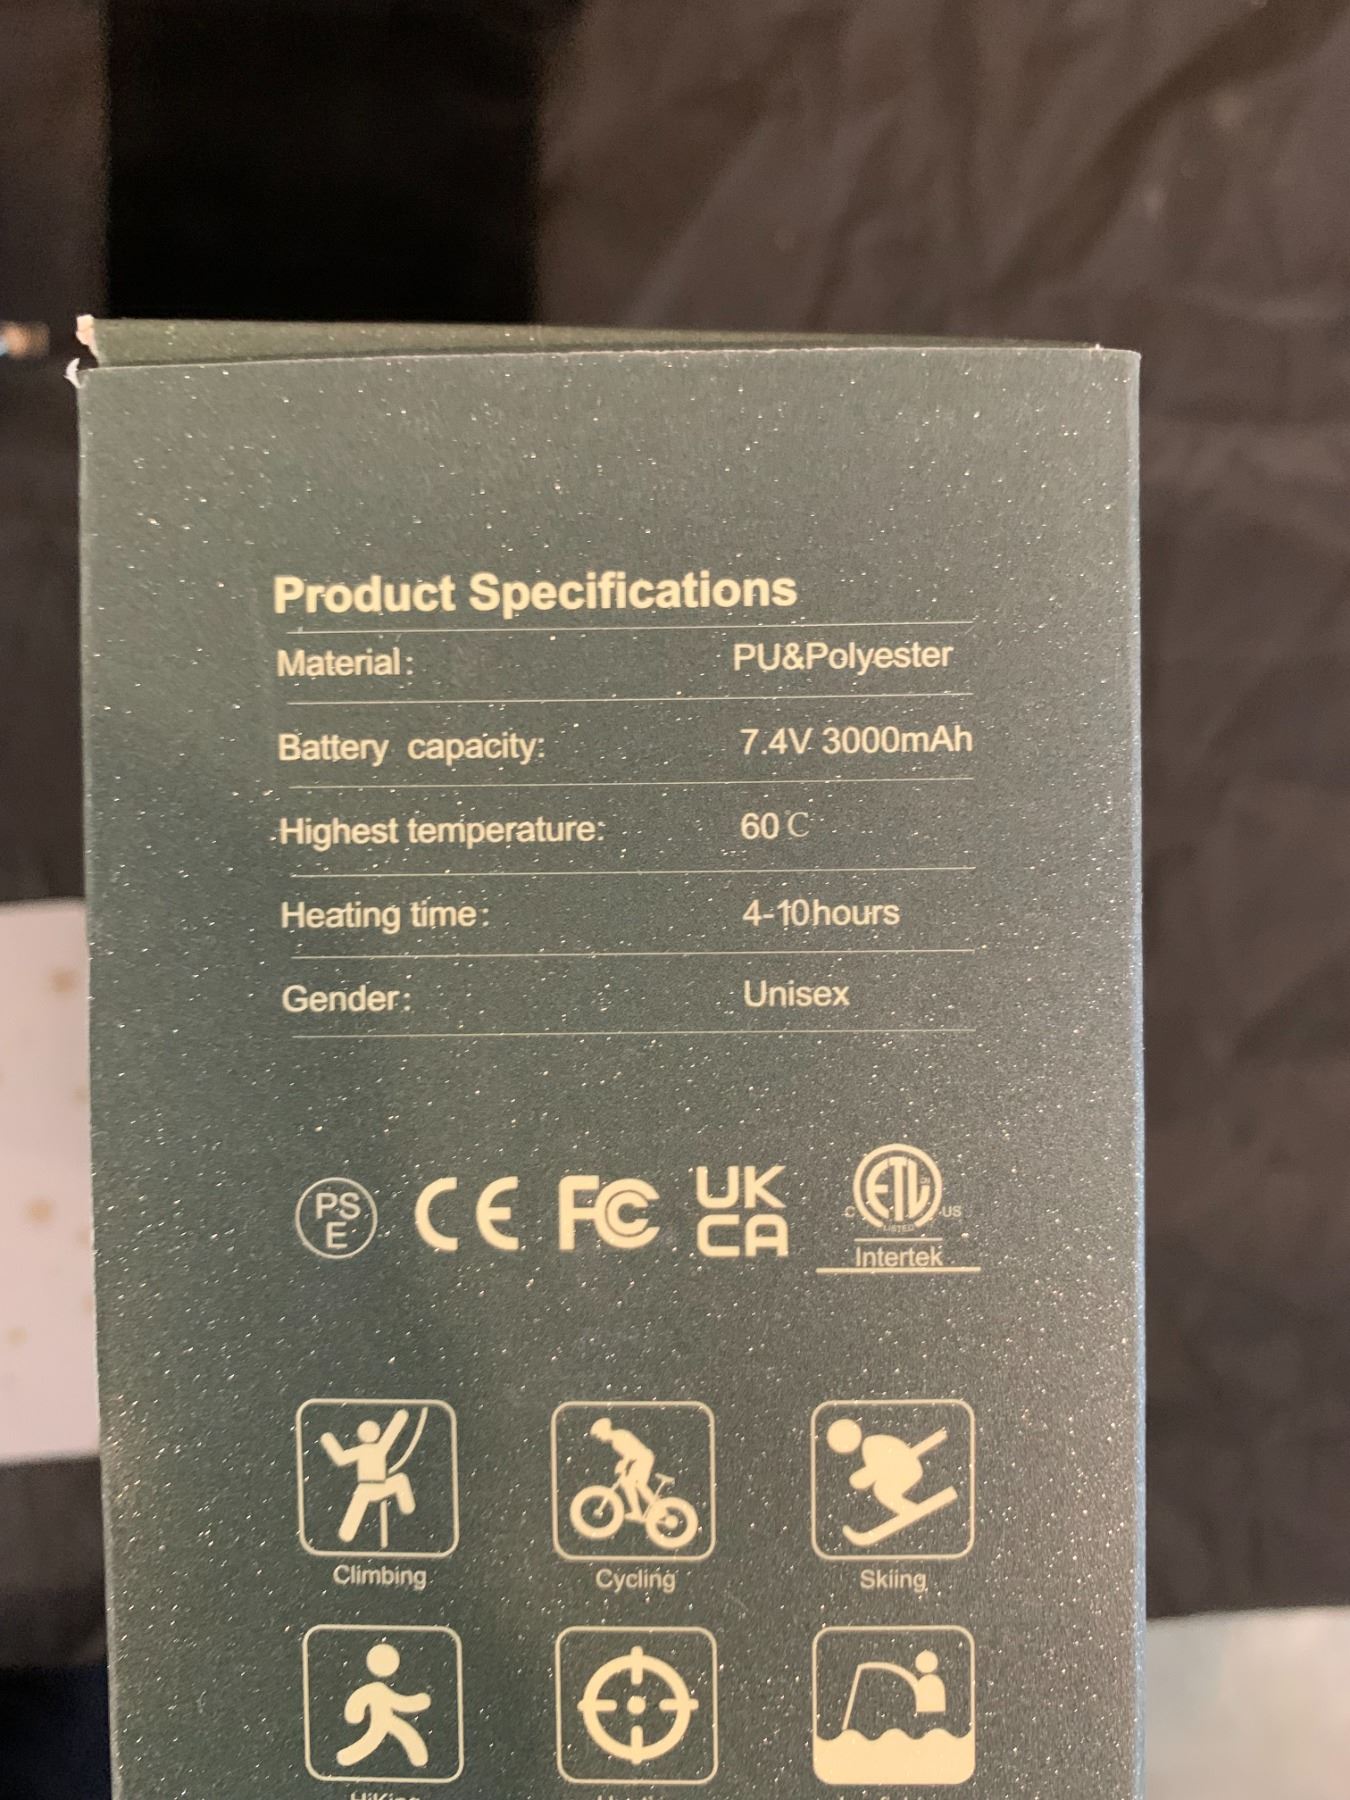 Product Specifications
Material: PU&Polyester
Battery capacity: 7.4V 3000mAh
Highest temperature: 60℃
Heating time: 4-10hours
Gender: Unisex
PS
E
CE
FC
UK
CA
C ETL US
LISTED
Intertek
Climbing Cycling Skiing
HiKing